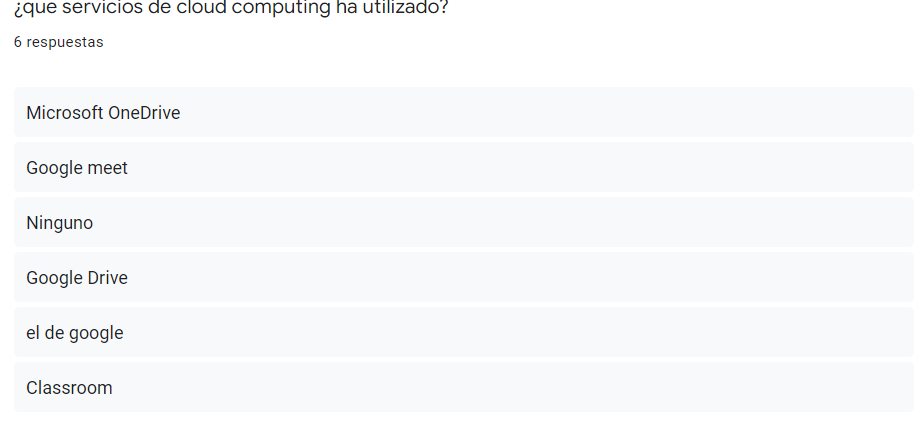 ¿que servicios de cloud computing ha utilizado?
6 respuestas
Microsoft OneDrive
Google meet
Ninguno
Google Drive
el de google
Classroom